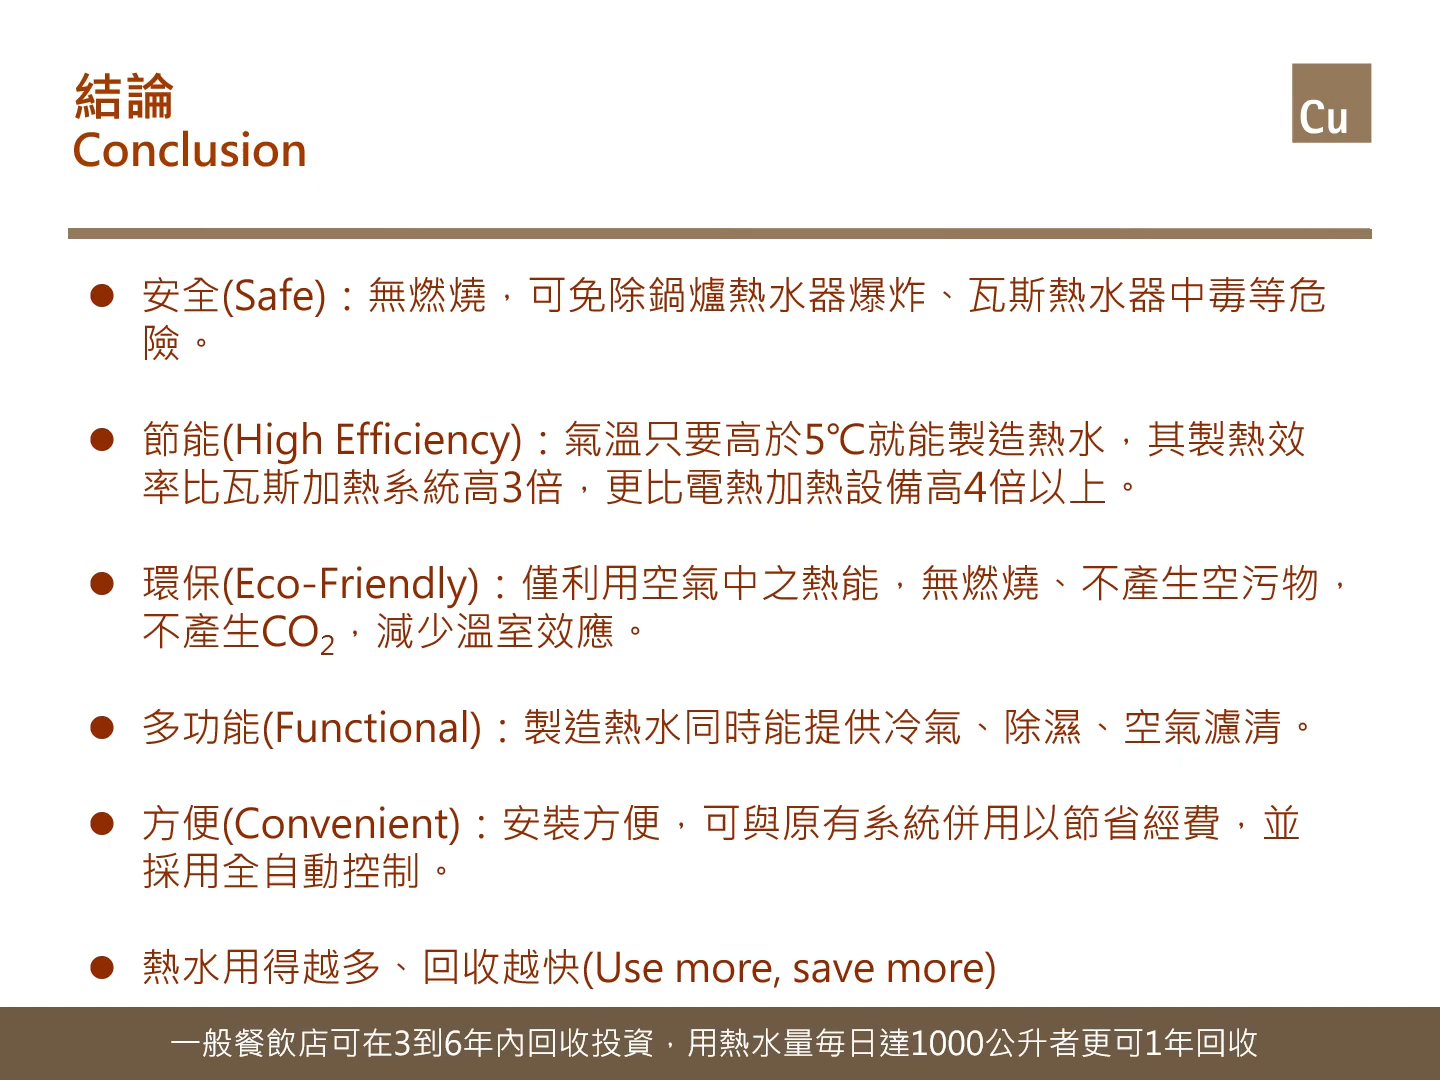 結論
Conclusion
Cu
● 安全(Safe)：無燃燒，可免除鍋爐熱水器爆炸、瓦斯熱水器中毒等危
險。
● 節能(High Efficiency)：氣溫只要高於5℃就能製造熱水，其製熱效
率比瓦斯加熱系統高3倍，更比電熱加熱設備高4倍以上。
● 環保(Eco-Friendly)：僅利用空氣中之熱能，無燃燒、不產生空污物，
不產生CO₂，減少溫室效應。
● 多功能(Functional)：製造熱水同時能提供冷氣、除濕、空氣濾清。
● 方便(Convenient)：安裝方便，可與原有系統併用以節省經費，並
採用全自動控制。
● 熱水用得越多、回收越快(Use more, save more)
一般餐飲店可在3到6年內回收投資，用熱水量每日達1000公升者更可1年回收